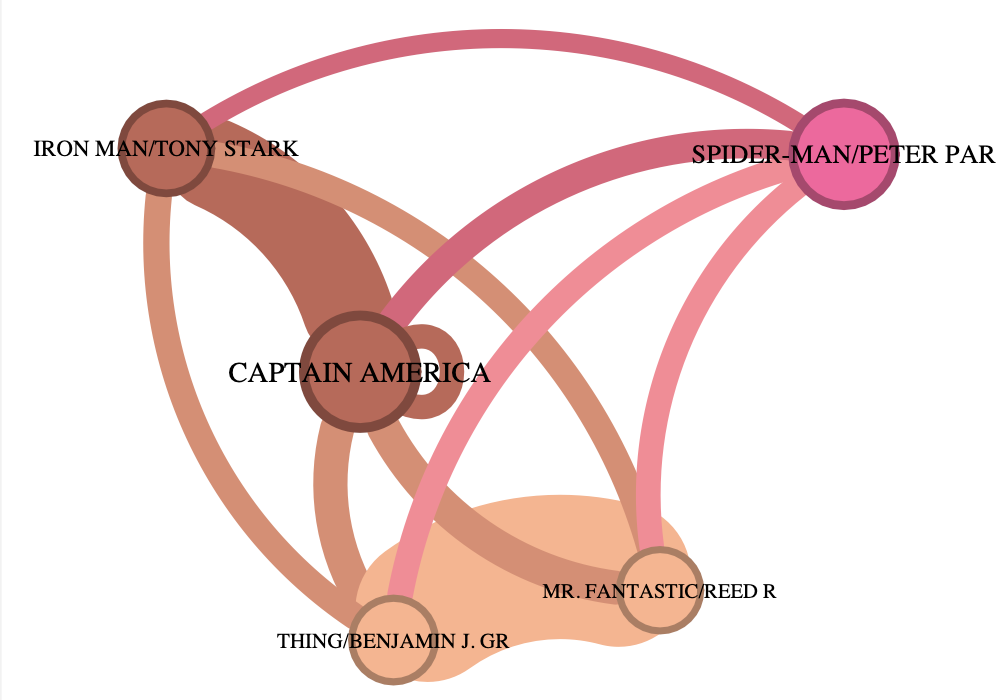 IRON MAN/TONY STARK
SPIDER-MAN/PETER PAR
CAPTAIN AMERICA
MR. FANTASTIC/REED R
THING/BENJAMIN J. GR